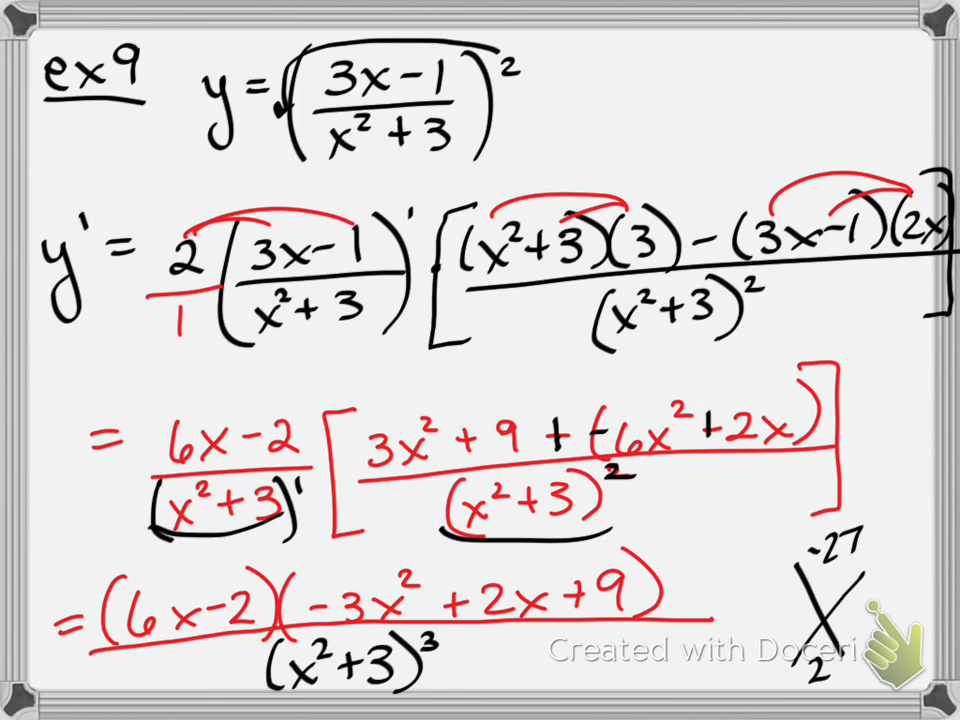 ex9 y = ((3x-1)/(x²+3))²
y' = 2/1 ((3x-1)/(x²+3))¹ · [((x²+3)(3) - (3x-1)(2x))/(x²+3)²]
= (6x-2)/(x²+3)¹ [(3x²+9+-(6x²+2x))/(x²+3)²]
= (6x-2)(-3x²+2x+9)/(x²+3)³
-27
2
Created with Doceri